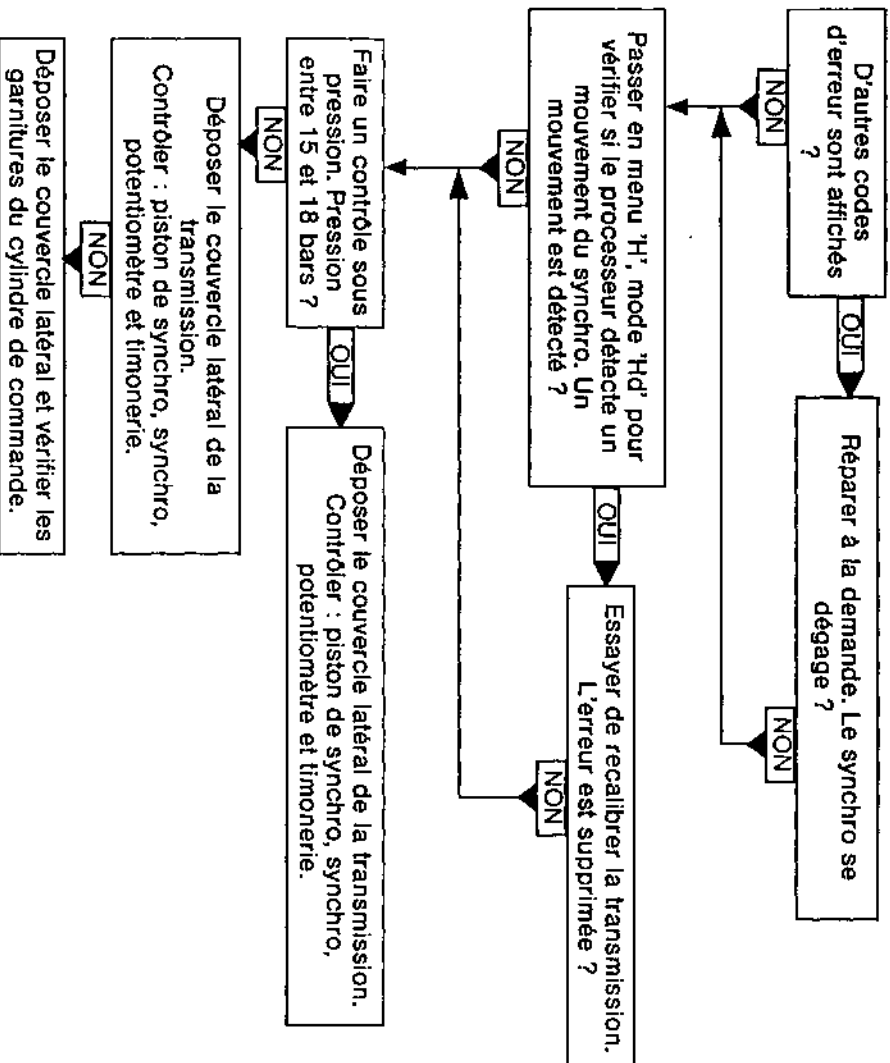 D'autres codes
d'erreur sont affichés
?
OUI
Réparer à la demande. Le synchro se
dégage ?
NON
NON
Passer en menu 'H', mode 'Hd' pour
vérifier si le processeur détecte un
mouvement du synchro. Un
mouvement est détecté ?
OUI
Essayer de recalibrer la transmission.
L'erreur est supprimée ?
NON
NON
Faire un contrôle sous
pression. Pression
entre 15 et 18 bars ?
OUI
Déposer le couvercle latéral de la transmission.
Contrôler : piston de synchro, synchro,
potentiomètre et timonerie.
NON
Déposer le couvercle latéral de la
transmission.
Contrôler : piston de synchro, synchro,
potentiomètre et timonerie.
NON
Déposer le couvercle latéral et vérifier les
garnitures du cylindre de commande.